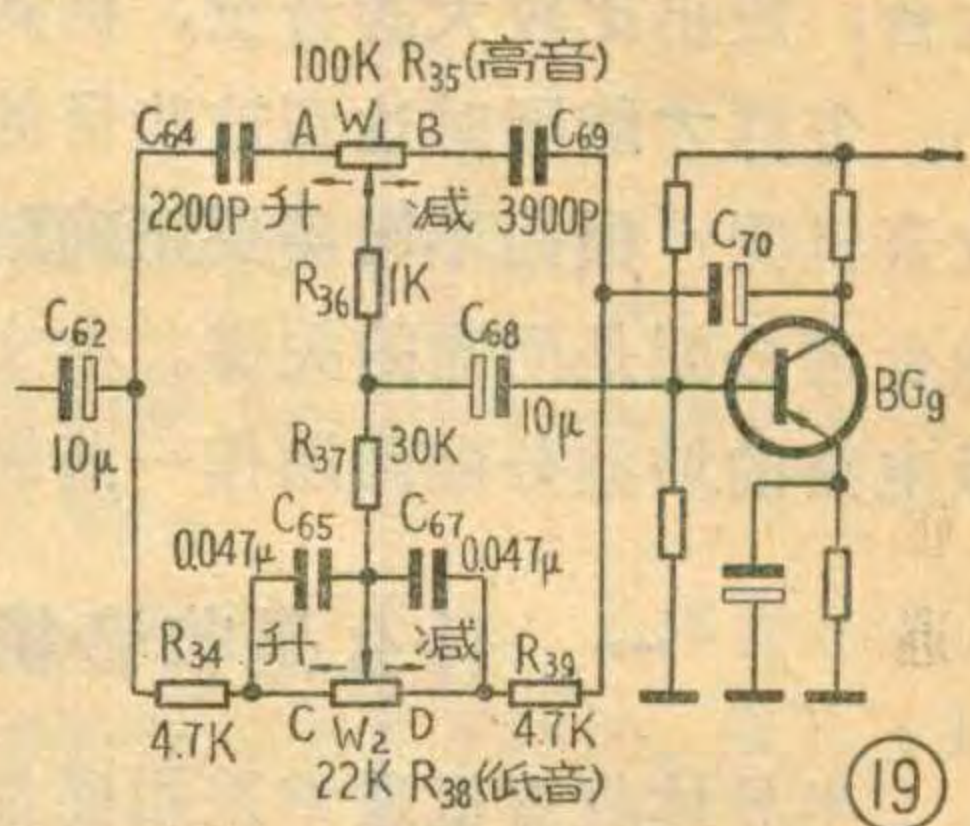 100K R35(高音)
C64 A W1 B C69
2200P 升 减 3900P
R36 1K
C70
C62
10μ
C68
10μ
BG9
R37 30K
C65 C67
0.047μ 0.047μ
升 减
R34 R39
4.7K C W2 D 4.7K
22K R38(低音)
19